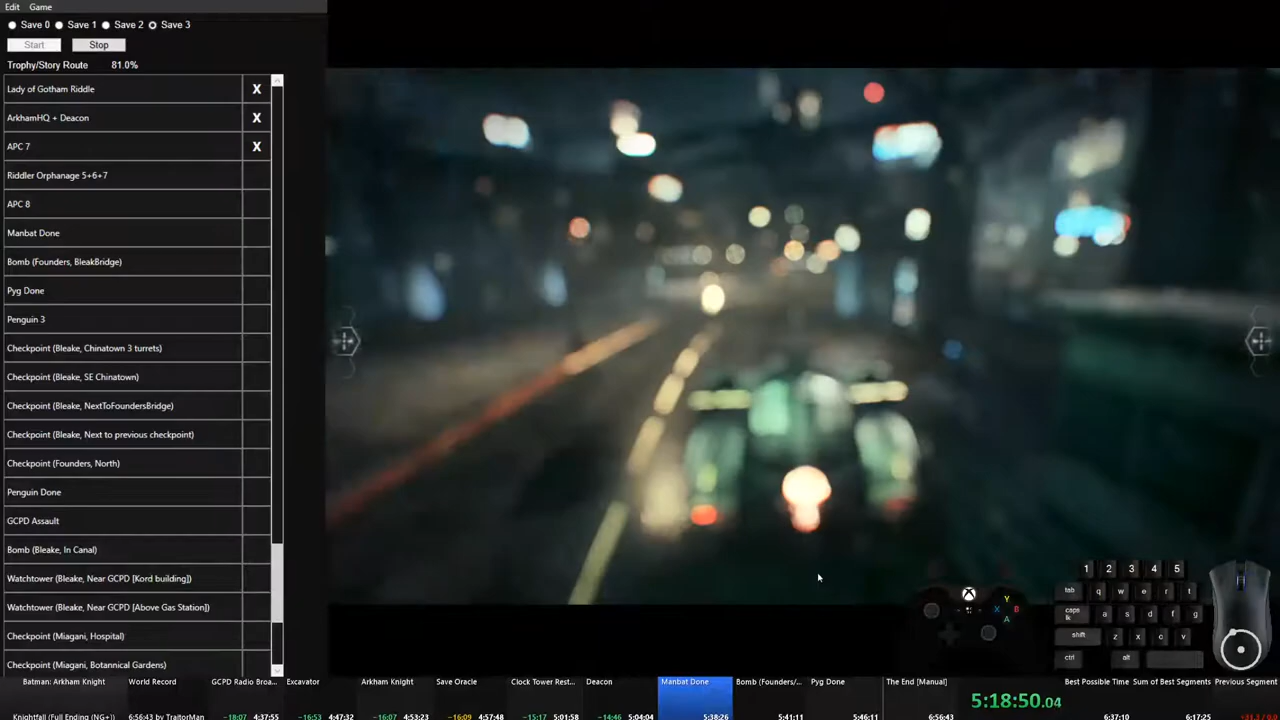 Edit Game
Save 0 Save 1 Save 2 Save 3
Start Stop
Trophy/Story Route 81.0%
Lady of Gotham Riddle X
ArkhamHQ + Deacon X
APC 7 X
Riddler Orphanage 5+6+7
APC 8
Manbat Done
Bomb (Founders, BleakBridge)
Pyg Done
Penguin 3
Checkpoint (Bleake, Chinatown 3 turrets)
Checkpoint (Bleake, SE Chinatown)
Checkpoint (Bleake, NextToFoundersBridge)
Checkpoint (Bleake, Next to previous checkpoint)
Checkpoint (Founders, North)
Penguin Done
GCPD Assault
Bomb (Bleake, In Canal)
Watchtower (Bleake, Near GCPD [Kord building])
Watchtower (Bleake, Near GCPD [Above Gas Station])
Checkpoint (Miagani, Hospital)
Checkpoint (Miagani, Botannical Gardens)
Y
X B
A
1 2 3 4 5
tab q w e r t
caps lk a s d f g
shift z x c v
ctrl alt
Batman: Arkham Knight World Record GCPD Radio Broa... Excavator Arkham Knight Save Oracle Clock Tower Rest... Deacon Manbat Done Bomb (Founders/... Pyg Done The End [Manual] 5:18:50.04 Best Possible Time Sum of Best Segments Previous Segment
Knightfall (Full Ending (NG+)) 6:56:43 by TraitorMan -18:07 4:37:55 -16:53 4:47:32 -16:07 4:53:23 -16:09 4:57:48 -15:17 5:01:58 -14:46 5:04:04 5:38:26 5:41:11 5:46:11 6:56:43 6:37:10 6:17:25